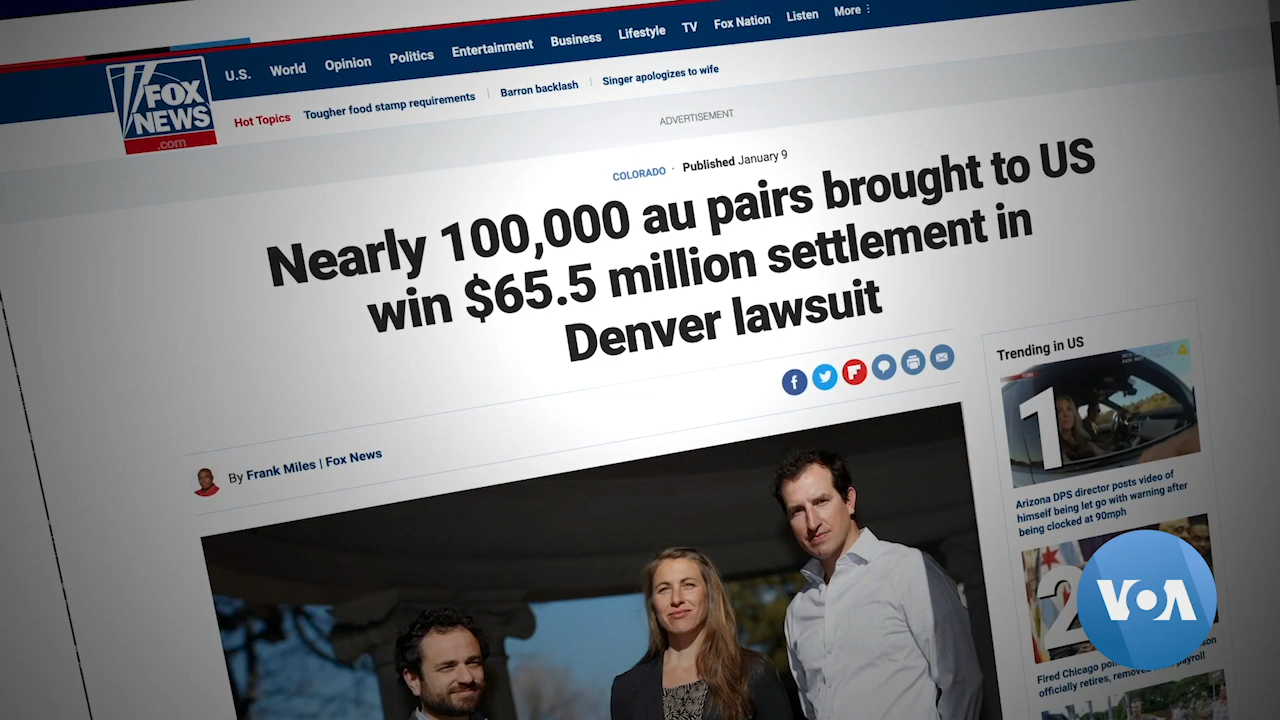 U.S. World Opinion Politics Entertainment Business Lifestyle TV Fox Nation Listen More
FOX
NEWS
.com
Hot Topics Tougher food stamp requirements Barron backlash Singer apologizes to wife
ADVERTISEMENT
COLORADO · Published January 9
Nearly 100,000 au pairs brought to US
win $65.5 million settlement in
Denver lawsuit
By Frank Miles | Fox News
Trending in US
1
Arizona DPS director posts video of
himself being let go with warning after
being clocked at 90mph
2
VOA
Fired Chicago
officially retires, payroll